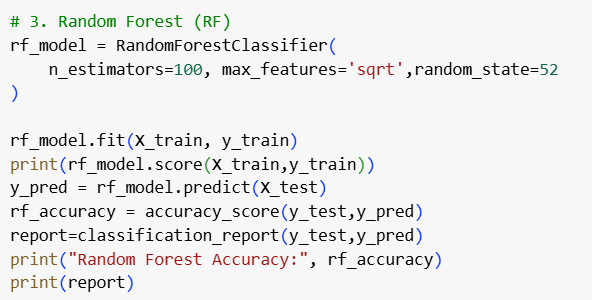 # 3. Random Forest (RF)
rf_model = RandomForestClassifier(
    n_estimators=100, max_features='sqrt',random_state=52
)

rf_model.fit(X_train, y_train)
print(rf_model.score(X_train,y_train))
y_pred = rf_model.predict(X_test)
rf_accuracy = accuracy_score(y_test,y_pred)
report=classification_report(y_test,y_pred)
print("Random Forest Accuracy:", rf_accuracy)
print(report)